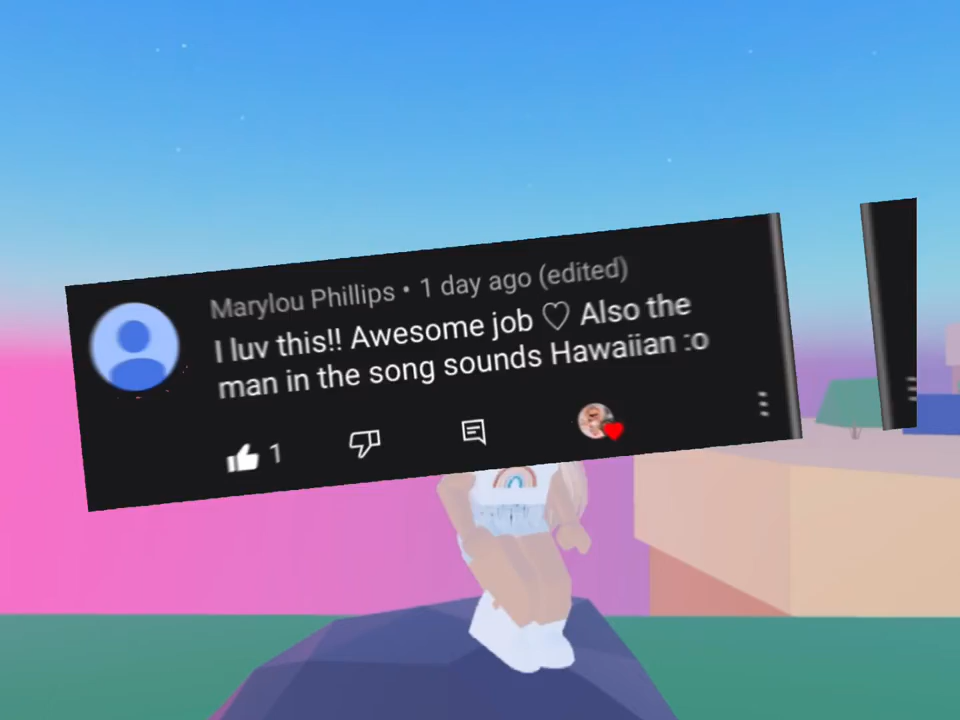 Marylou Phillips • 1 day ago (edited)
I luv this!! Awesome job ♡ Also the
man in the song sounds Hawaiian :o
1